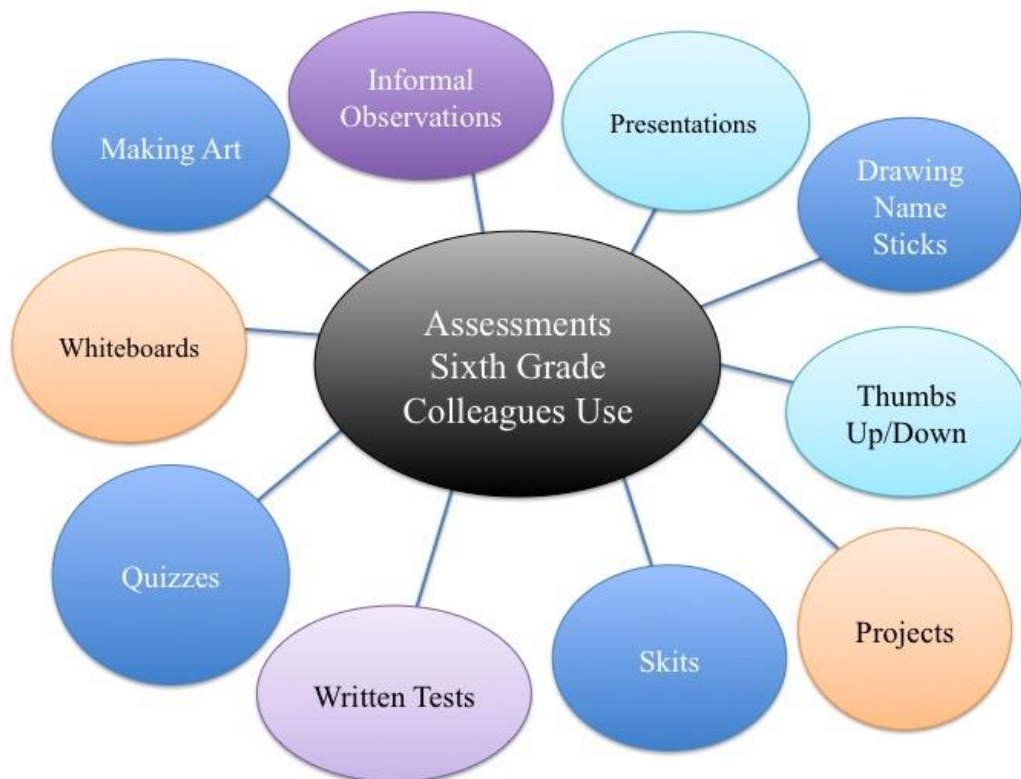 Informal
Observations
Presentations
Making Art
Drawing
Name
Sticks
Assessments
Sixth Grade
Colleagues Use
Whiteboards
Thumbs
Up/Down
Quizzes
Projects
Skits
Written Tests